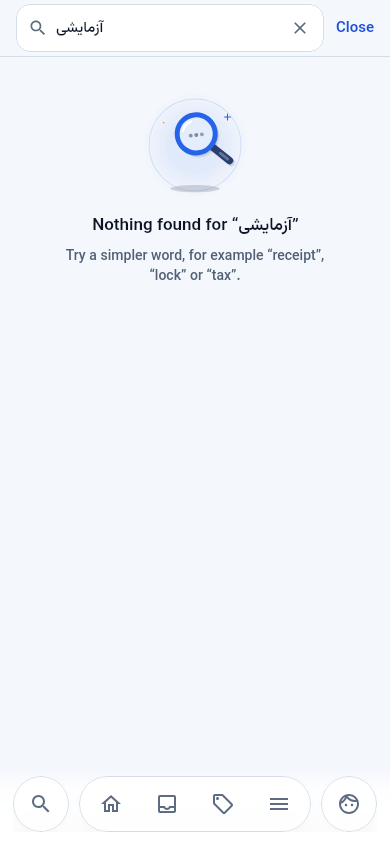 آزمایشی
Close
Nothing found for “آزمایشی”
Try a simpler word, for example “receipt”,
“lock” or “tax”.